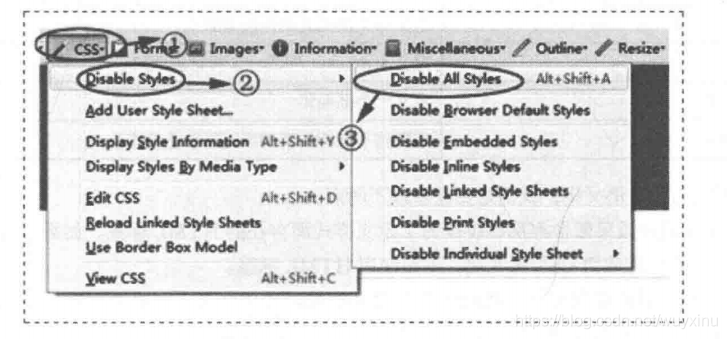 CSS▾ ① Forms▾ Images▾ Information▾ Miscellaneous▾ Outline▾ Resize▾
Disable Styles ②
Add User Style Sheet...
Display Style Information Alt+Shift+Y
Display Styles By Media Type
Edit CSS Alt+Shift+D
Reload Linked Style Sheets
Use Border Box Model
View CSS Alt+Shift+C
Disable All Styles Alt+Shift+A
③ Disable Browser Default Styles
Disable Embedded Styles
Disable Inline Styles
Disable Linked Style Sheets
Disable Print Styles
Disable Individual Style Sheet
https://blog.csdn.net/wuyxinu